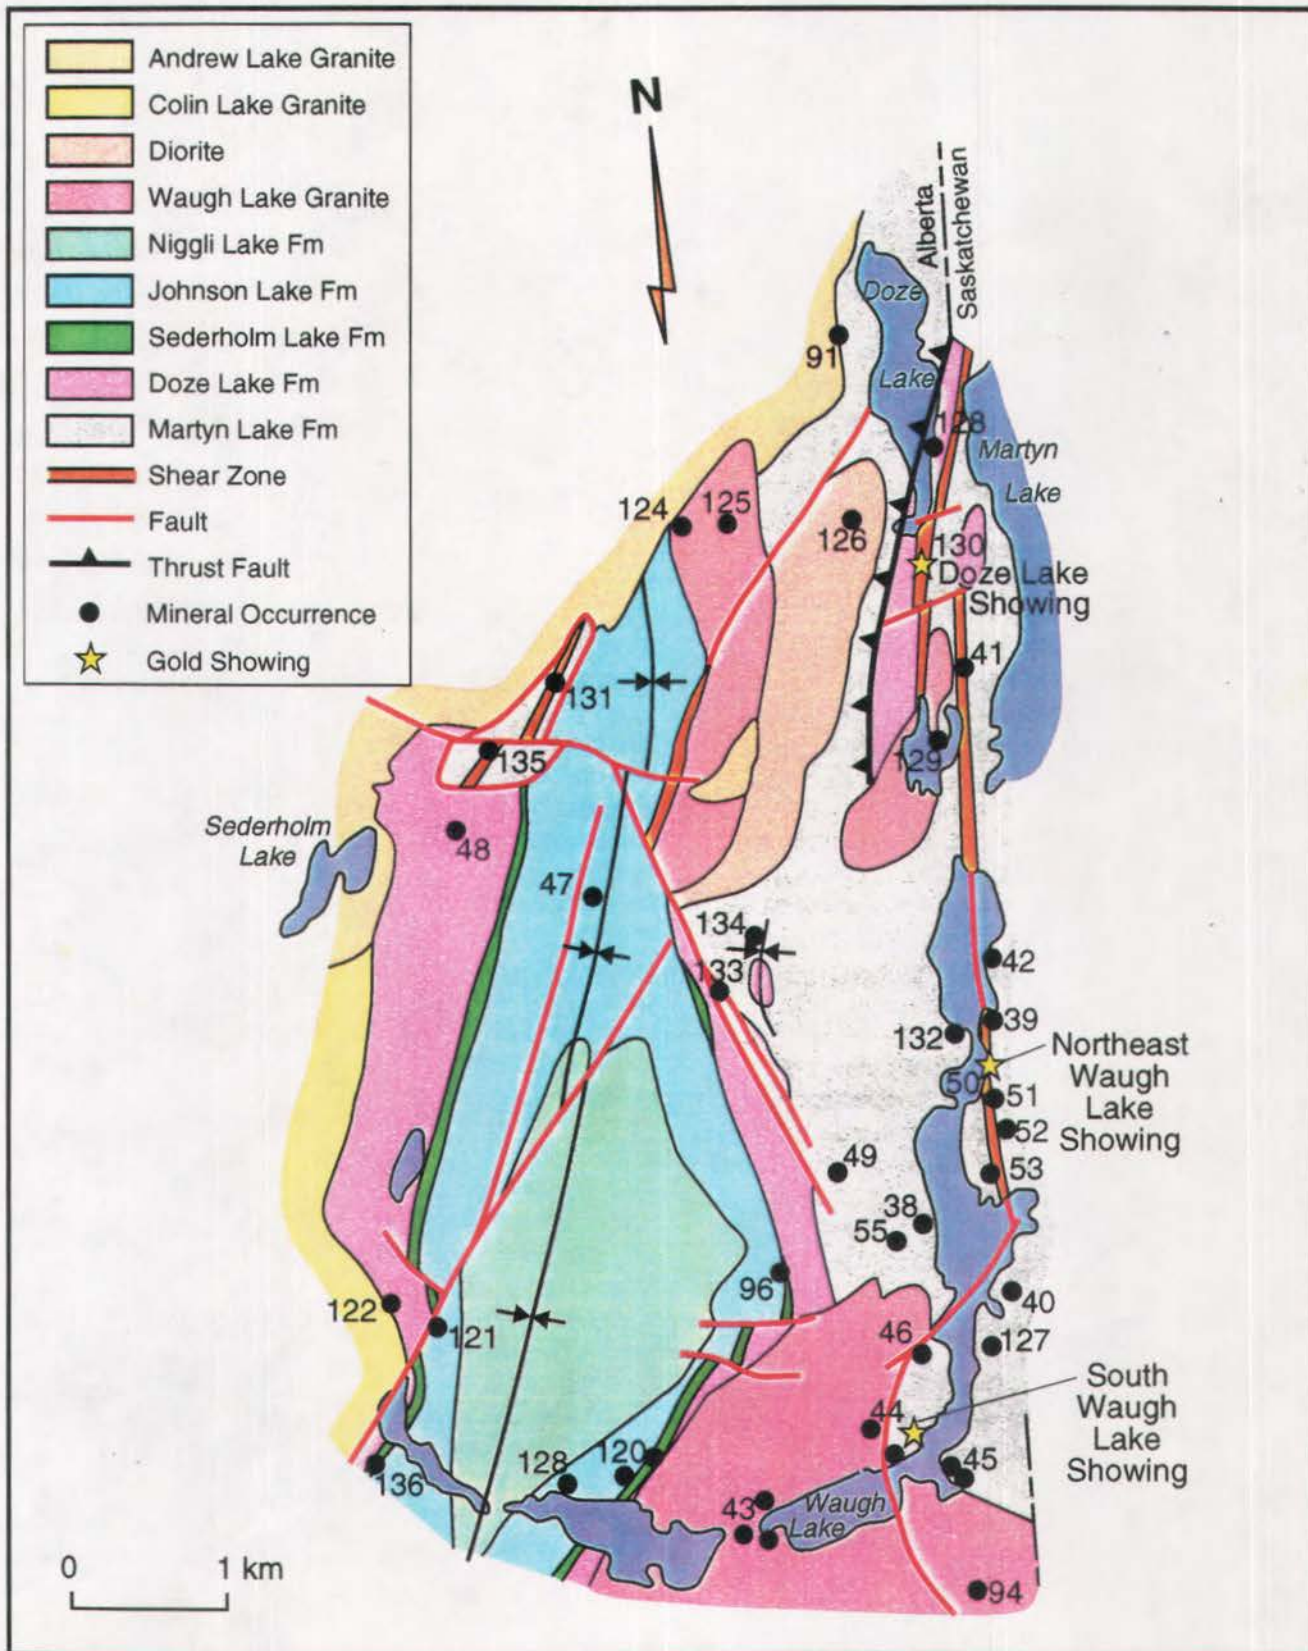 Andrew Lake Granite
Colin Lake Granite
Diorite
Waugh Lake Granite
Niggli Lake Fm
Johnson Lake Fm
Sederholm Lake Fm
Doze Lake Fm
Martyn Lake Fm
Shear Zone
Fault
Thrust Fault
Mineral Occurrence
Gold Showing
N
Alberta
Saskatchewan
Doze
Lake
91
128
Martyn
Lake
124
125
126
130
Doze Lake
Showing
41
131
135
129
Sederholm
Lake
48
47
134
133
42
39
132
Northeast
Waugh
Lake
Showing
50
51
52
53
49
38
55
96
40
122
121
46
127
South
Waugh
Lake
Showing
44
45
136
128
120
43
Waugh
Lake
94
0 1 km